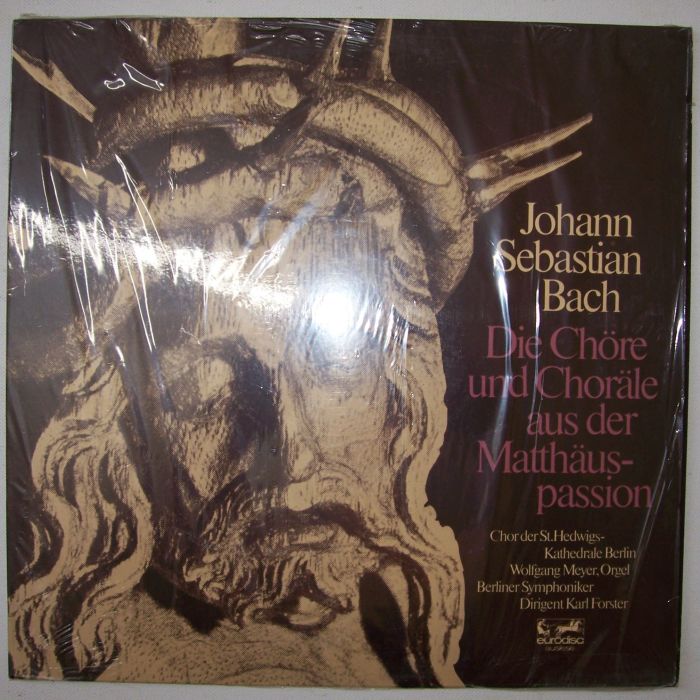 Johann
Sebastian
Bach
Die Chöre
und Choräle
aus der
Matthäus-
passion
Chor der St.Hedwigs-
Kathedrale Berlin
Wolfgang Meyer, Orgel
Berliner Symphoniker
Dirigent Karl Forster
eurodisc